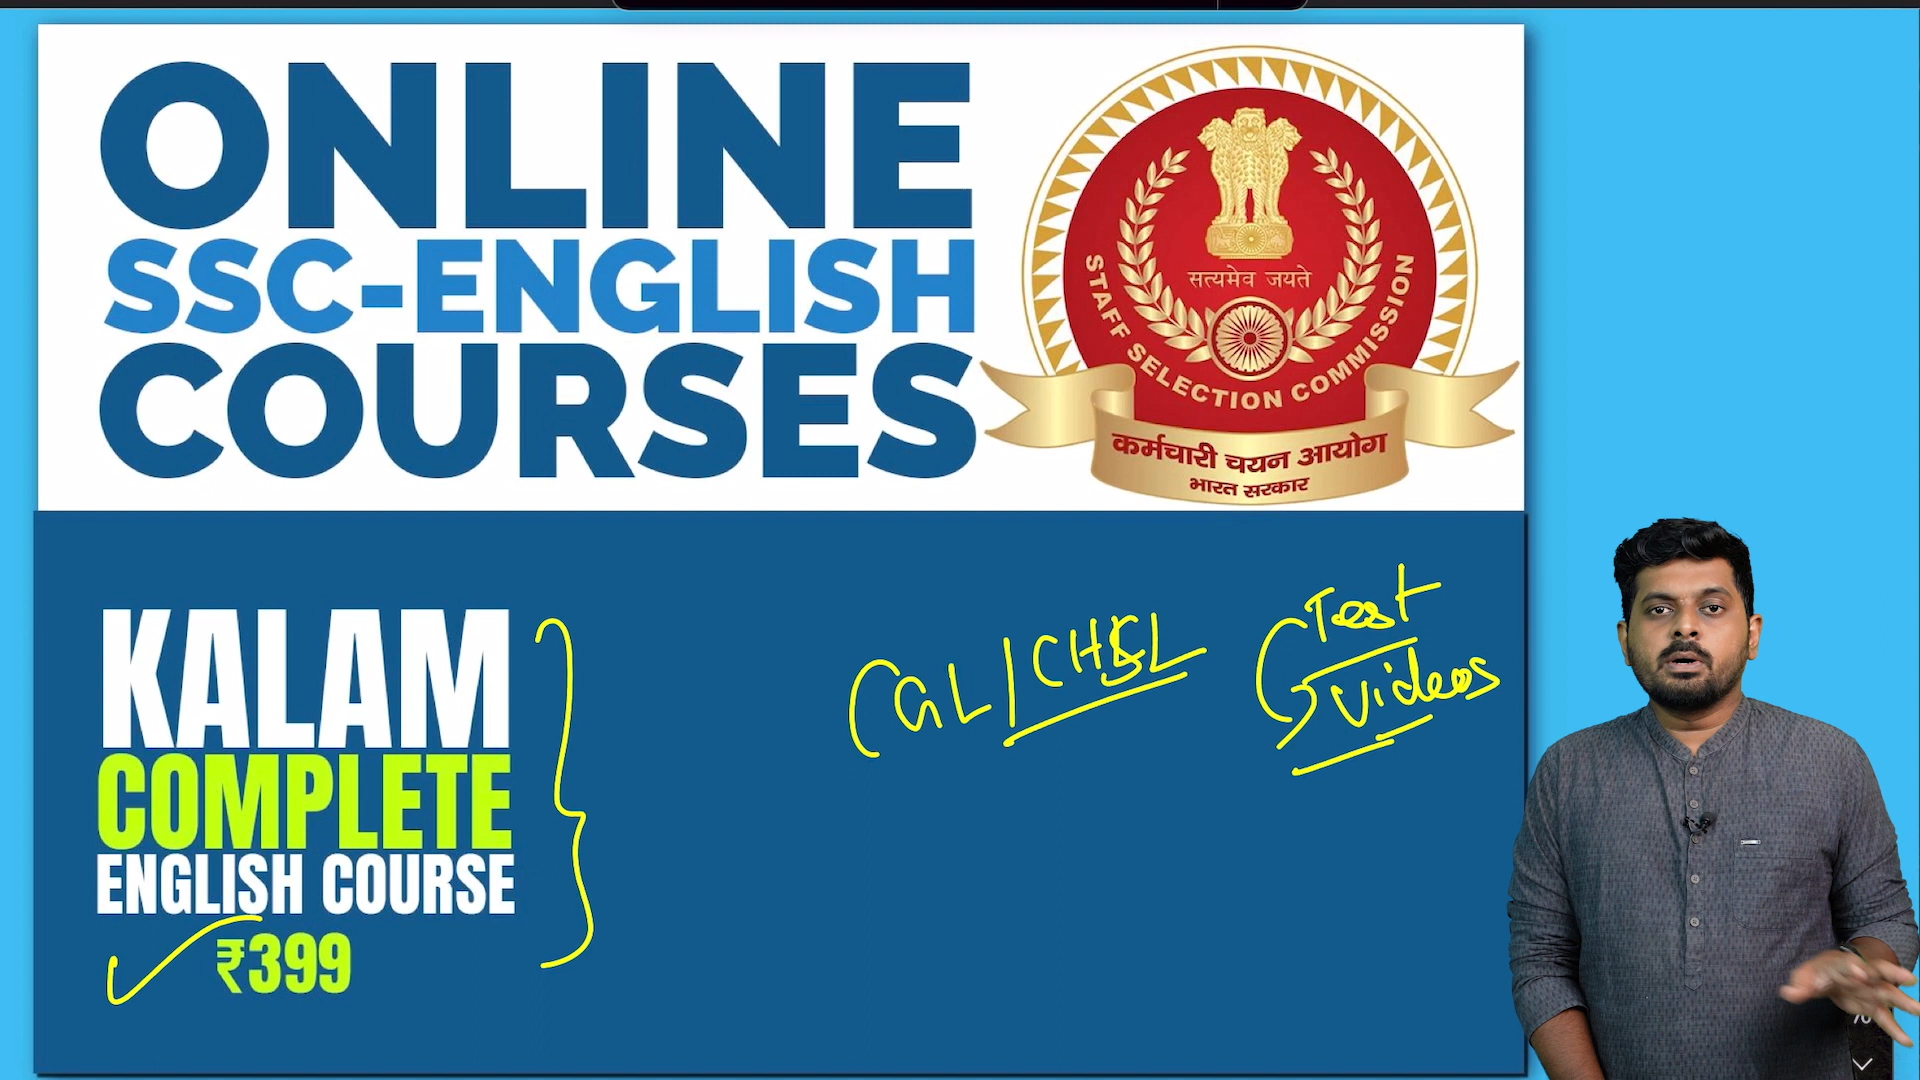 ONLINE
SSC-ENGLISH
COURSES
सत्यमेव जयते
STAFF SELECTION COMMISSION
कर्मचारी चयन आयोग
भारत सरकार
KALAM
COMPLETE
ENGLISH COURSE
₹399
CGL/CHSL
Test
Videos